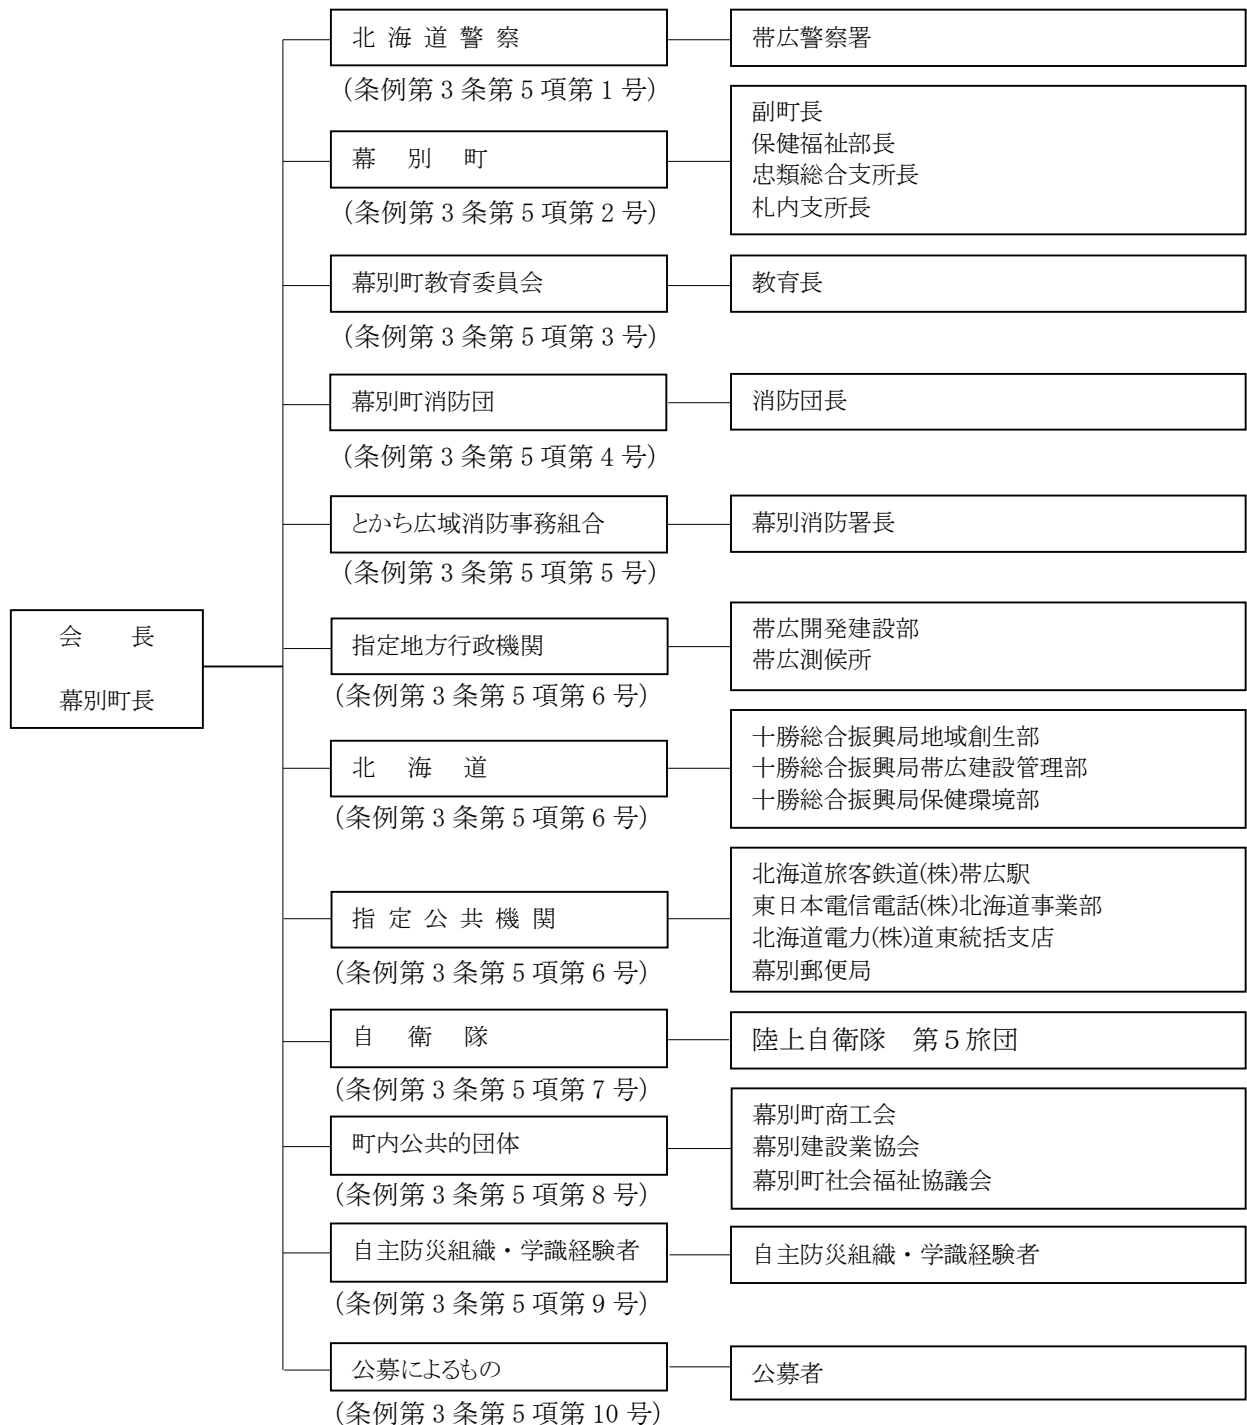 会　　長
幕別町長
北 海 道 警 察
(条例第 3 条第 5 項第 1 号)
帯広警察署
幕　別　町
(条例第 3 条第 5 項第 2 号)
副町長
保健福祉部長
忠類総合支所長
札内支所長
幕別町教育委員会
(条例第 3 条第 5 項第 3 号)
教育長
幕別町消防団
(条例第 3 条第 5 項第 4 号)
消防団長
とかち広域消防事務組合
(条例第 3 条第 5 項第 5 号)
幕別消防署長
指定地方行政機関
(条例第 3 条第 5 項第 6 号)
帯広開発建設部
帯広測候所
北　海　道
(条例第 3 条第 5 項第 6 号)
十勝総合振興局地域創生部
十勝総合振興局帯広建設管理部
十勝総合振興局保健環境部
指 定 公 共 機 関
(条例第 3 条第 5 項第 6 号)
北海道旅客鉄道(株)帯広駅
東日本電信電話(株)北海道事業部
北海道電力(株)道東統括支店
幕別郵便局
自　衛　隊
(条例第 3 条第 5 項第 7 号)
陸上自衛隊　第５旅団
町内公共的団体
(条例第 3 条第 5 項第 8 号)
幕別町商工会
幕別建設業協会
幕別町社会福祉協議会
自主防災組織・学識経験者
(条例第 3 条第 5 項第 9 号)
自主防災組織・学識経験者
公募によるもの
(条例第 3 条第 5 項第 10 号)
公募者